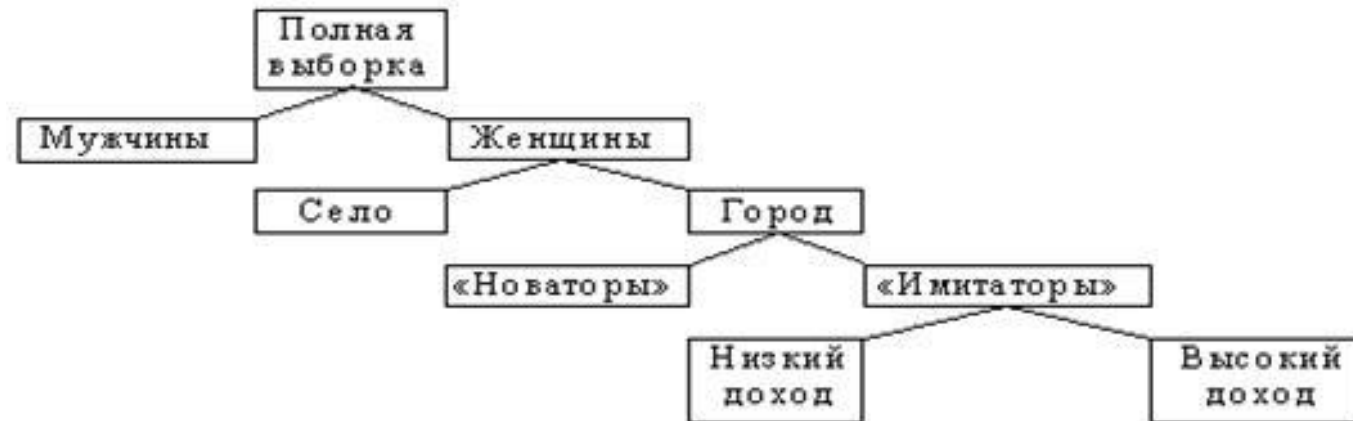 Полная
выборка
Мужчины
Женщины
Село
Город
«Новаторы»
«Имитаторы»
Низкий
доход
Высокий
доход